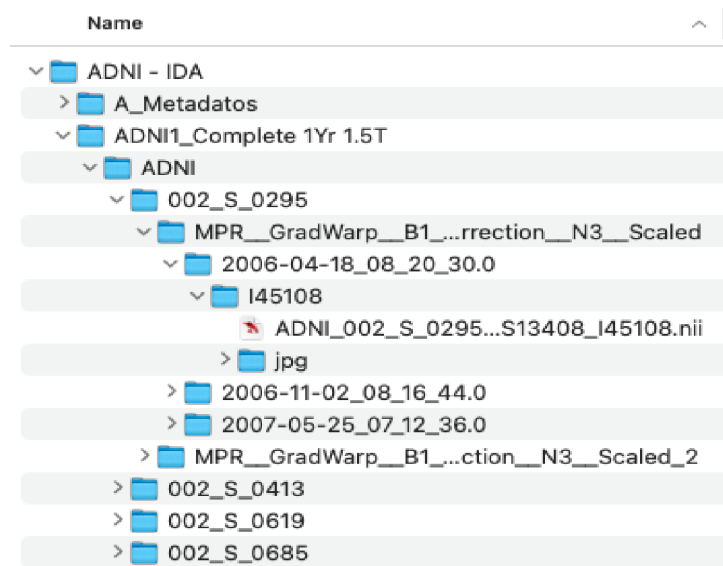 Name
ADNI - IDA
A_Metadatos
ADNI1_Complete 1Yr 1.5T
ADNI
002_S_0295
MPR__GradWarp__B1_...rrection__N3__Scaled
2006-04-18_08_20_30.0
I45108
ADNI_002_S_0295...S13408_I45108.nii
jpg
2006-11-02_08_16_44.0
2007-05-25_07_12_36.0
MPR__GradWarp__B1_...ction__N3__Scaled_2
002_S_0413
002_S_0619
002_S_0685